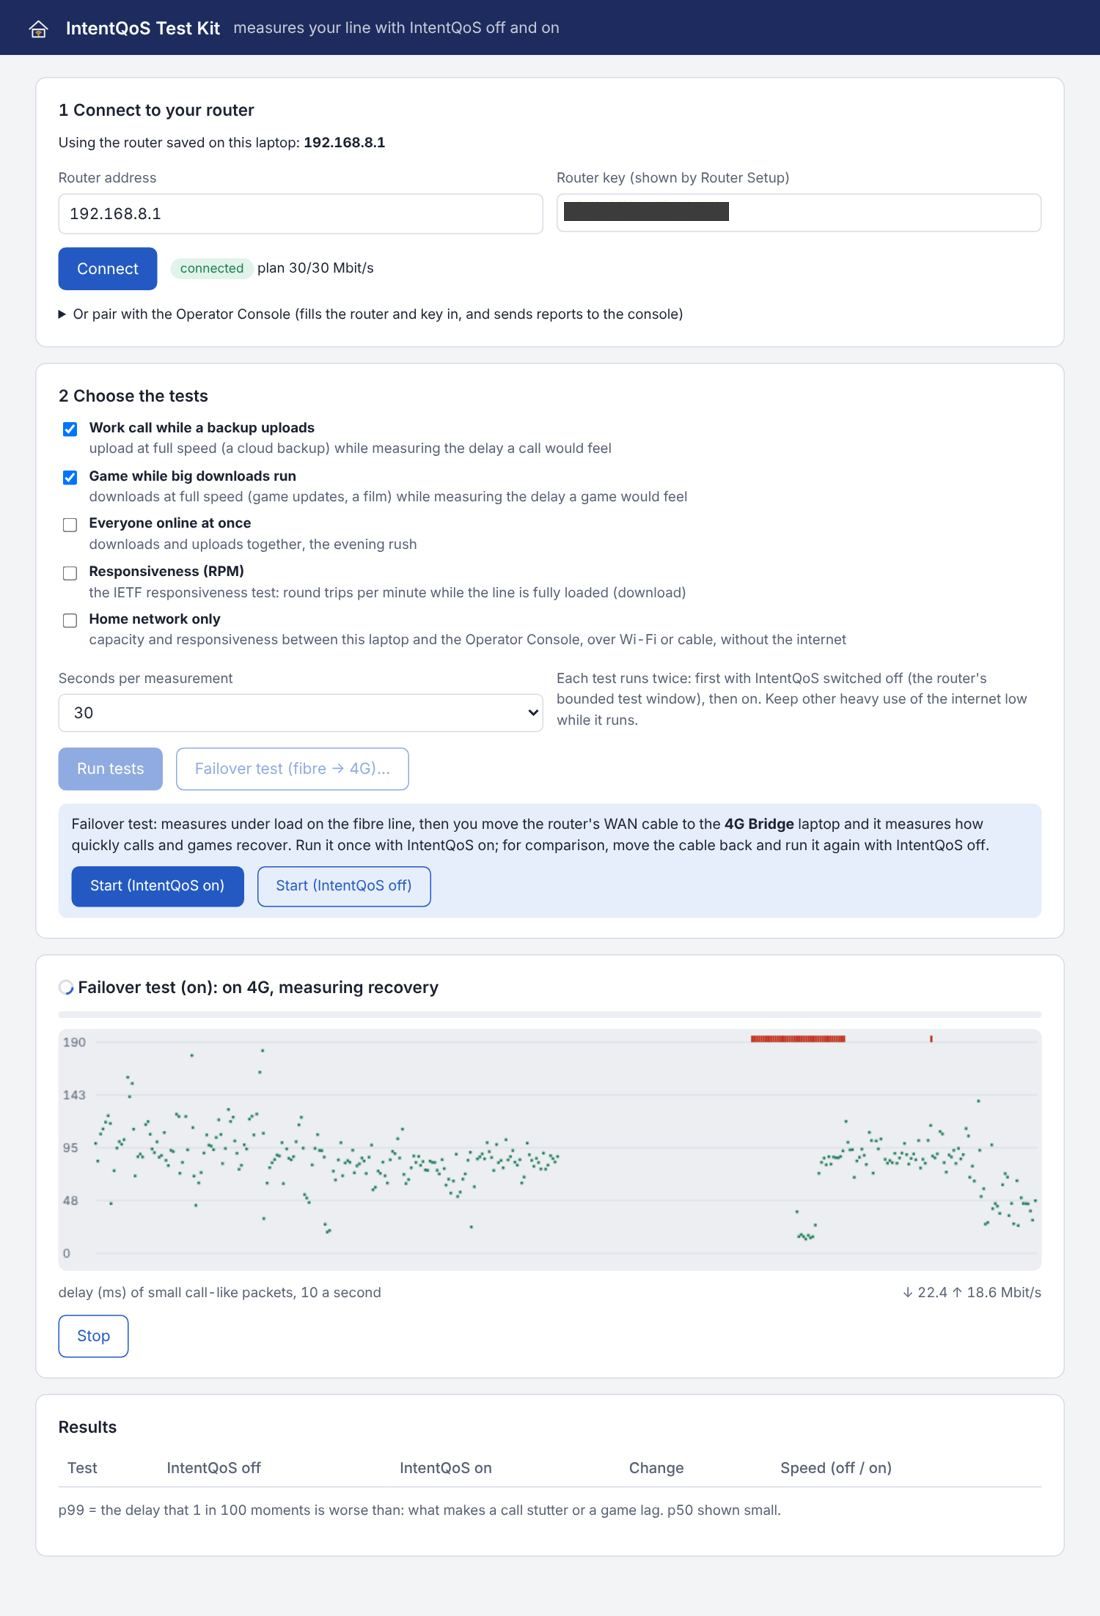 IntentQoS Test Kit measures your line with IntentQoS off and on
1 Connect to your router
Using the router saved on this laptop: 192.168.8.1
Router address
Router key (shown by Router Setup)
192.168.8.1
Connect
connected plan 30/30 Mbit/s
Or pair with the Operator Console (fills the router and key in, and sends reports to the console)
2 Choose the tests
Work call while a backup uploads
upload at full speed (a cloud backup) while measuring the delay a call would feel
Game while big downloads run
downloads at full speed (game updates, a film) while measuring the delay a game would feel
Everyone online at once
downloads and uploads together, the evening rush
Responsiveness (RPM)
the IETF responsiveness test: round trips per minute while the line is fully loaded (download)
Home network only
capacity and responsiveness between this laptop and the Operator Console, over Wi-Fi or cable, without the internet
Seconds per measurement
30
Each test runs twice: first with IntentQoS switched off (the router's
bounded test window), then on. Keep other heavy use of the internet low
while it runs.
Run tests
Failover test (fibre → 4G)...
Failover test: measures under load on the fibre line, then you move the router's WAN cable to the 4G Bridge laptop and it measures how
quickly calls and games recover. Run it once with IntentQoS on; for comparison, move the cable back and run it again with IntentQoS off.
Start (IntentQoS on)
Start (IntentQoS off)
Failover test (on): on 4G, measuring recovery
190
143
95
48
0
delay (ms) of small call-like packets, 10 a second
↓ 22.4 ↑ 18.6 Mbit/s
Stop
Results
Test IntentQoS off IntentQoS on Change Speed (off / on)
p99 = the delay that 1 in 100 moments is worse than: what makes a call stutter or a game lag. p50 shown small.